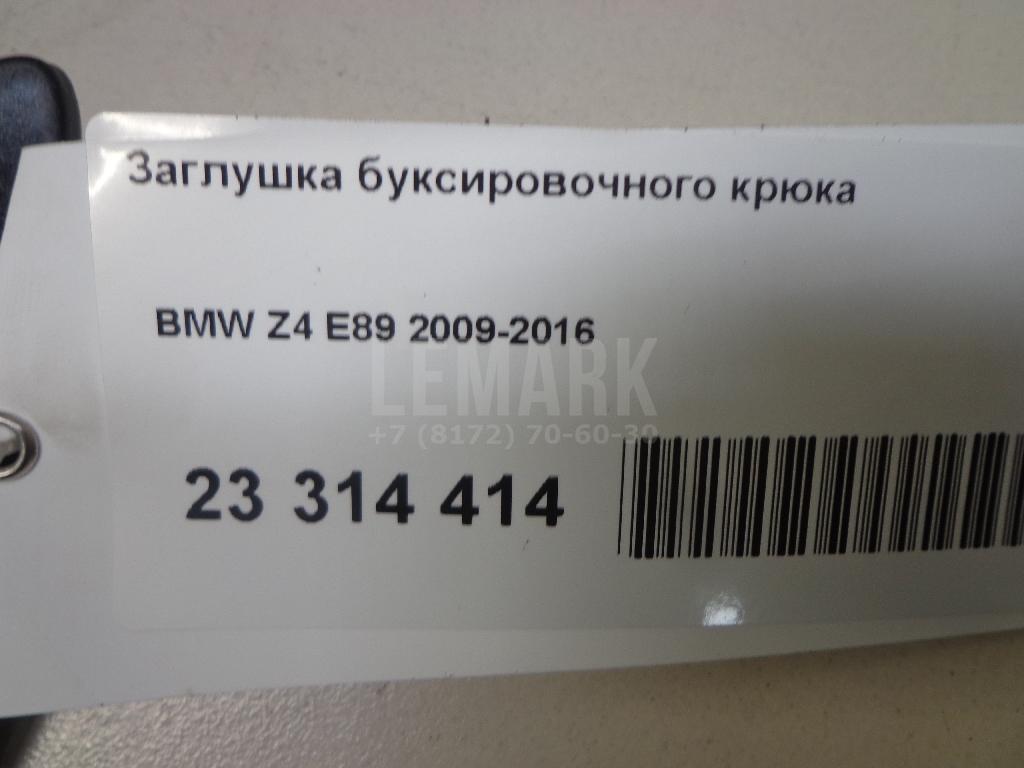 Заглушка буксировочного крюка
BMW Z4 E89 2009-2016
LEMARK
+7 (8172) 70-60-30
23 314 414